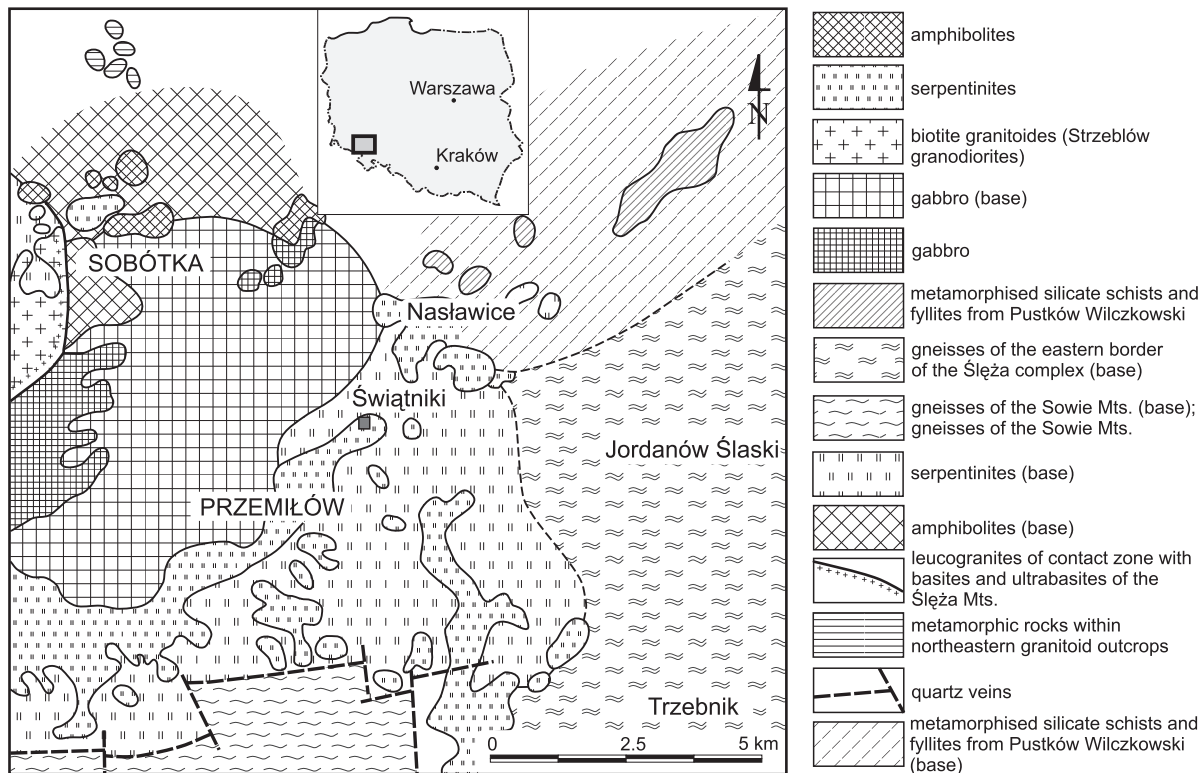 Warszawa
Kraków
N
SOBÓTKA
Nasławice
Świątniki
Jordanów Ślaski
PRZEMIŁÓW
Trzebnik
0 2.5 5 km
amphibolites
serpentinites
biotite granitoides (Strzeblów
granodiorites)
gabbro (base)
gabbro
metamorphised silicate schists and
fyllites from Pustków Wilczkowski
gneisses of the eastern border
of the Ślęża complex (base)
gneisses of the Sowie Mts. (base);
gneisses of the Sowie Mts.
serpentinites (base)
amphibolites (base)
leucogranites of contact zone with
basites and ultrabasites of the
Ślęża Mts.
metamorphic rocks within
northeastern granitoid outcrops
quartz veins
metamorphised silicate schists and
fyllites from Pustków Wilczkowski
(base)